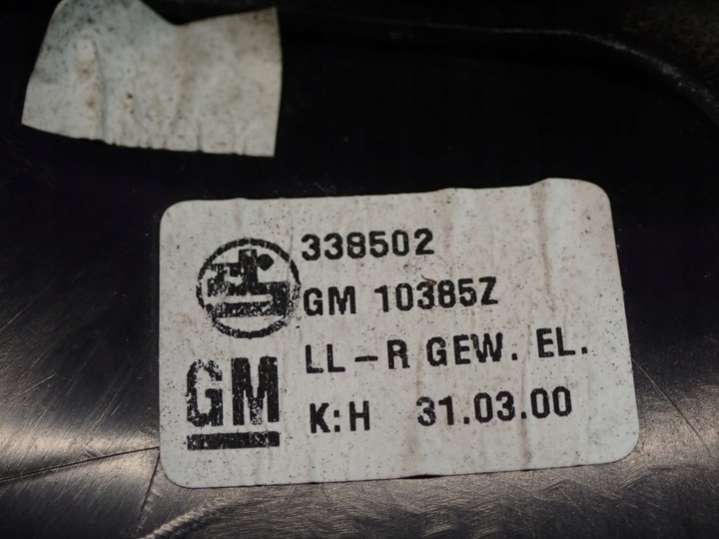 338502
GM 10385Z
LL-R GEW. EL.
GM
K:H 31.03.00